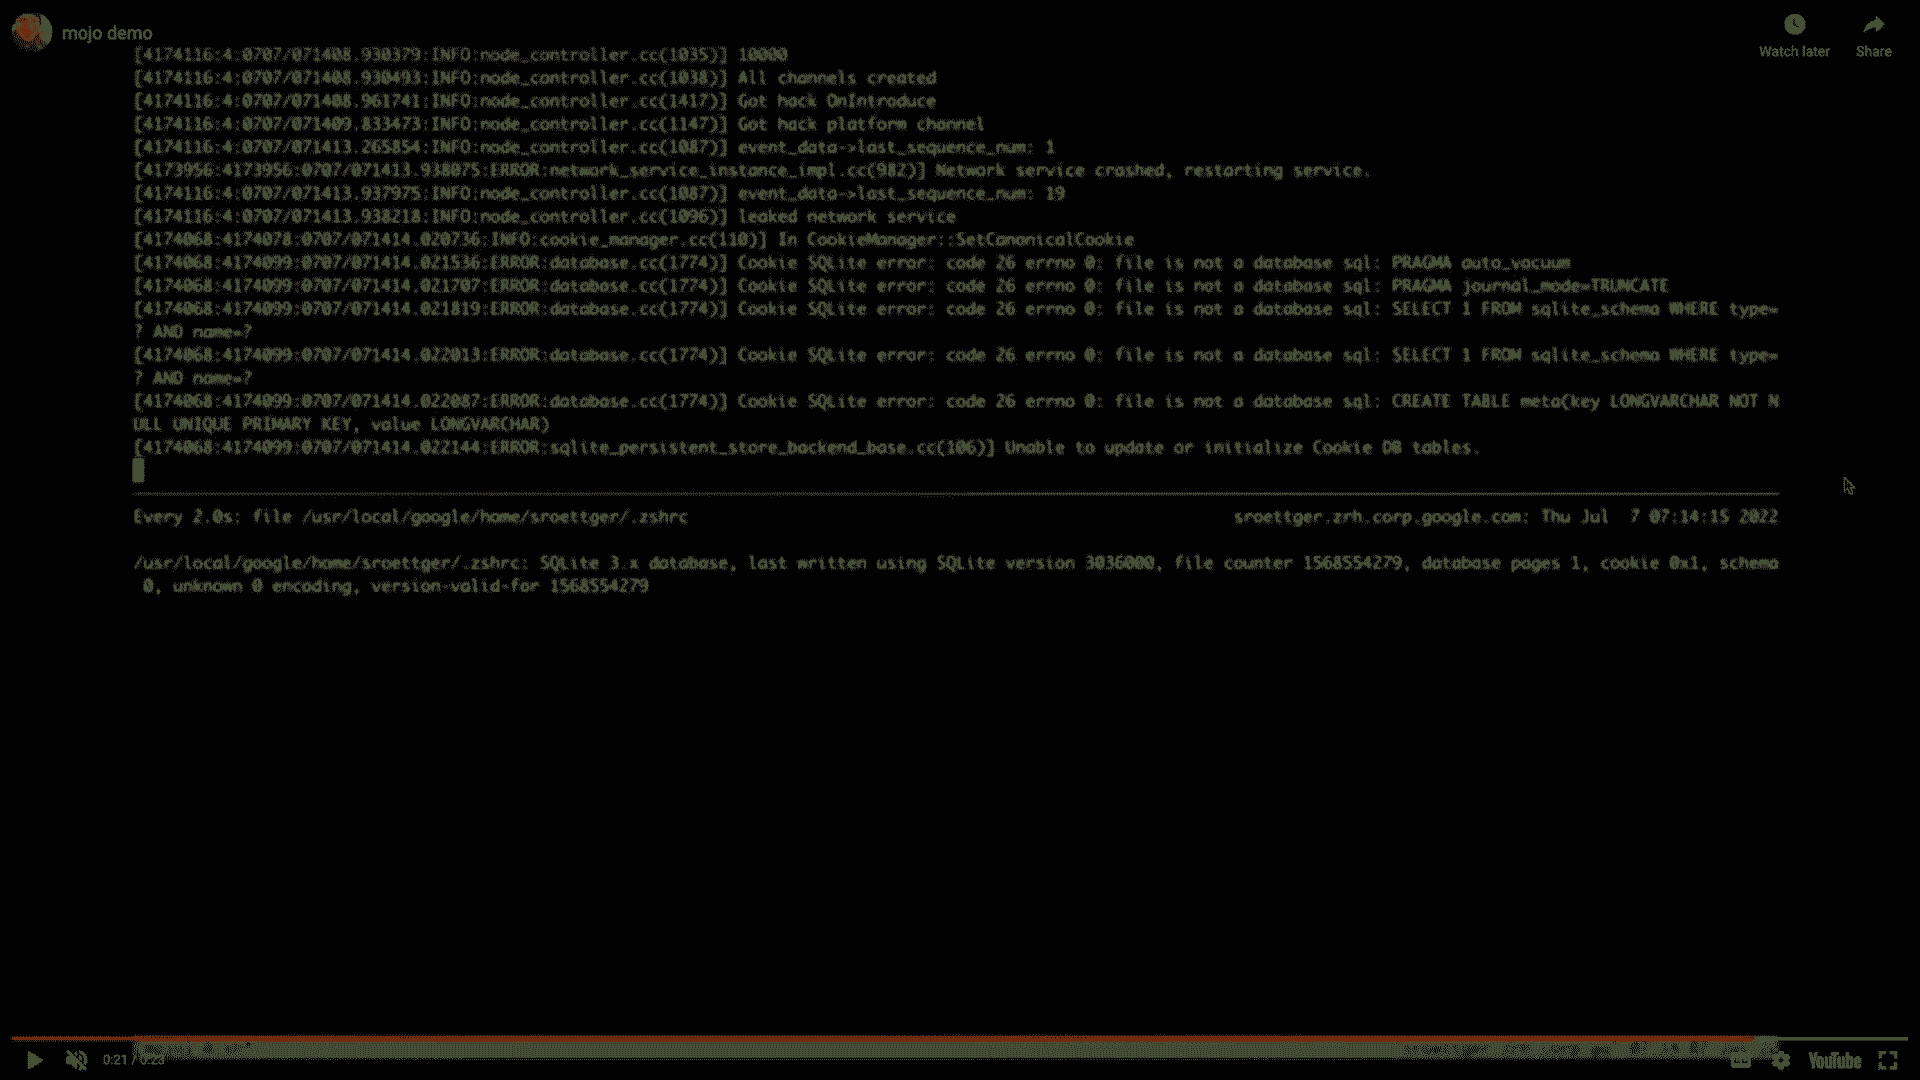 mojo demo
Watch later
Share
[4174116:4:0707/071408.930379:INFO:node_controller.cc(1035)] 10000
[4174116:4:0707/071408.930493:INFO:node_controller.cc(1038)] All channels created
[4174116:4:0707/071408.961741:INFO:node_controller.cc(1417)] Got hack OnIntroduce
[4174116:4:0707/071409.833473:INFO:node_controller.cc(1147)] Got hack platform channel
[4174116:4:0707/071413.265854:INFO:node_controller.cc(1087)] event_data->last_sequence_num: 1
[4173956:4173956:0707/071413.938075:ERROR:network_service_instance_impl.cc(982)] Network service crashed, restarting service.
[4174116:4:0707/071413.937975:INFO:node_controller.cc(1087)] event_data->last_sequence_num: 19
[4174116:4:0707/071413.938218:INFO:node_controller.cc(1096)] leaked network service
[4174068:4174078:0707/071414.020736:INFO:cookie_manager.cc(110)] In CookieManager::SetCanonicalCookie
[4174068:4174099:0707/071414.021536:ERROR:database.cc(1774)] Cookie SQLite error: code 26 errno 0: file is not a database sql: PRAGMA auto_vacuum
[4174068:4174099:0707/071414.021707:ERROR:database.cc(1774)] Cookie SQLite error: code 26 errno 0: file is not a database sql: PRAGMA journal_mode=TRUNCATE
[4174068:4174099:0707/071414.021819:ERROR:database.cc(1774)] Cookie SQLite error: code 26 errno 0: file is not a database sql: SELECT 1 FROM sqlite_schema WHERE type=
? AND name=?
[4174068:4174099:0707/071414.022013:ERROR:database.cc(1774)] Cookie SQLite error: code 26 errno 0: file is not a database sql: SELECT 1 FROM sqlite_schema WHERE type=
? AND name=?
[4174068:4174099:0707/071414.022087:ERROR:database.cc(1774)] Cookie SQLite error: code 26 errno 0: file is not a database sql: CREATE TABLE meta(key LONGVARCHAR NOT N
ULL UNIQUE PRIMARY KEY, value LONGVARCHAR)
[4174068:4174099:0707/071414.022144:ERROR:sqlite_persistent_store_backend_base.cc(106)] Unable to update or initialize Cookie DB tables.
Every 2.0s: file /usr/local/google/home/sroettger/.zshrc sroettger.zrh.corp.google.com: Thu Jul 7 07:14:15 2022
/usr/local/google/home/sroettger/.zshrc: SQLite 3.x database, last written using SQLite version 3036000, file counter 1568554279, database pages 1, cookie 0x1, schema
0, unknown 0 encoding, version-valid-for 1568554279
0:21 / 0:23
YouTube